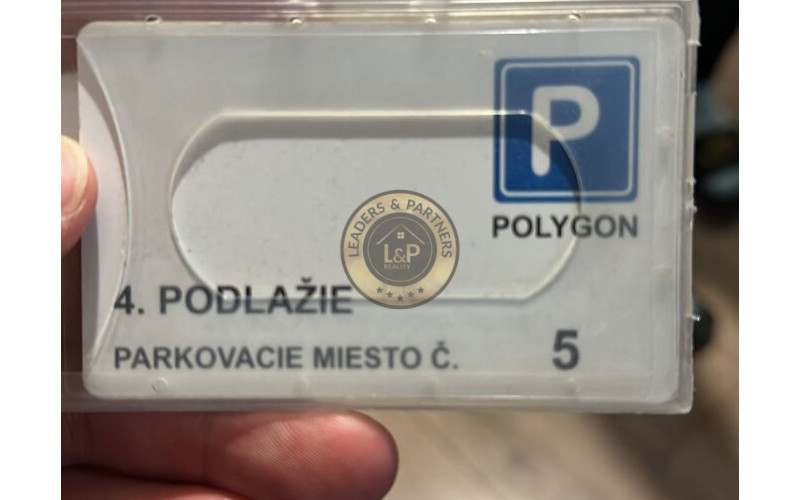 P
POLYGON
LEADERS & PARTNERS
L&P
REALITY
4. PODLAŽIE
PARKOVACIE MIESTO Č. 5